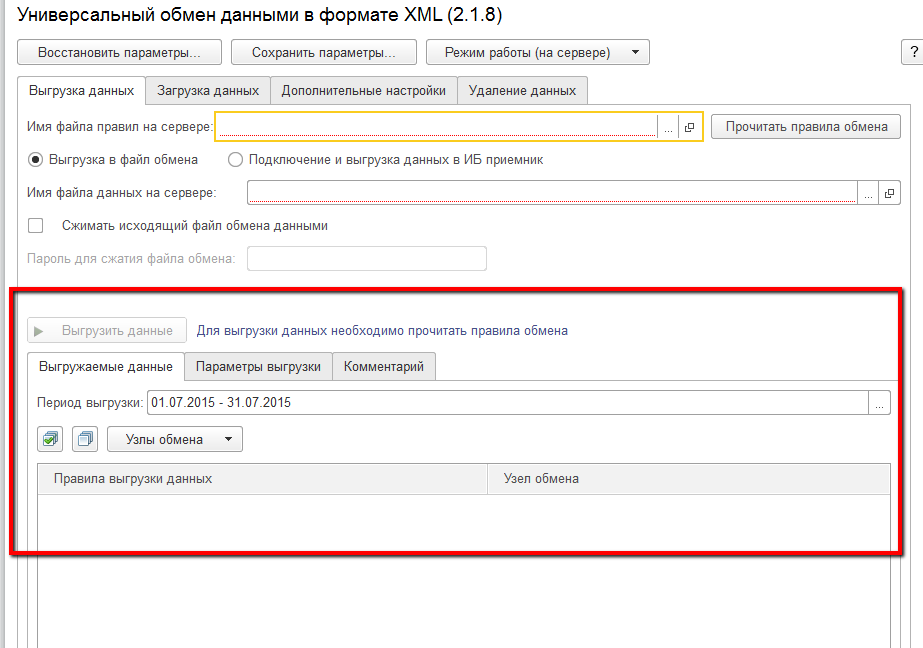 Универсальный обмен данными в формате XML (2.1.8)
Восстановить параметры... Сохранить параметры... Режим работы (на сервере) ?
Выгрузка данных Загрузка данных Дополнительные настройки Удаление данных
Имя файла правил на сервере: ... Прочитать правила обмена
Выгрузка в файл обмена Подключение и выгрузка данных в ИБ приемник
Имя файла данных на сервере: ...
Сжимать исходящий файл обмена данными
Пароль для сжатия файла обмена:
Выгрузить данные Для выгрузки данных необходимо прочитать правила обмена
Выгружаемые данные Параметры выгрузки Комментарий
Период выгрузки: 01.07.2015 - 31.07.2015 ...
Узлы обмена
Правила выгрузки данных Узел обмена